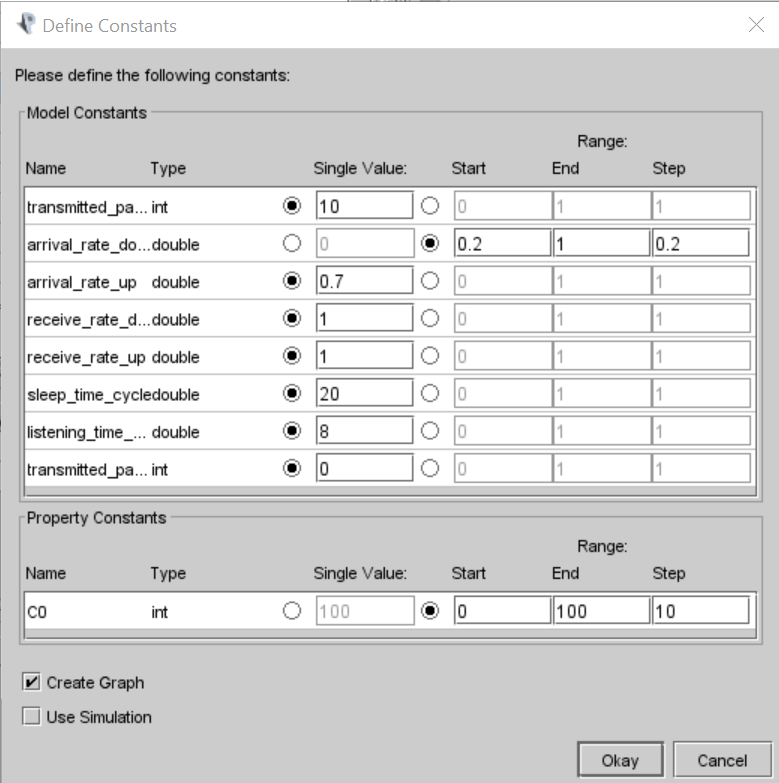 Define Constants
Please define the following constants:
Model Constants
Range:
Name Type Single Value: Start End Step
transmitted_pa... int 10 0 1 1
arrival_rate_do... double 0 0.2 1 0.2
arrival_rate_up double 0.7 0 1 1
receive_rate_d... double 1 0 1 1
receive_rate_up double 1 0 1 1
sleep_time_cycle double 20 0 1 1
listening_time_... double 8 0 1 1
transmitted_pa... int 0 0 1 1
Property Constants
Range:
Name Type Single Value: Start End Step
C0 int 100 0 100 10
Create Graph
Use Simulation
Okay Cancel